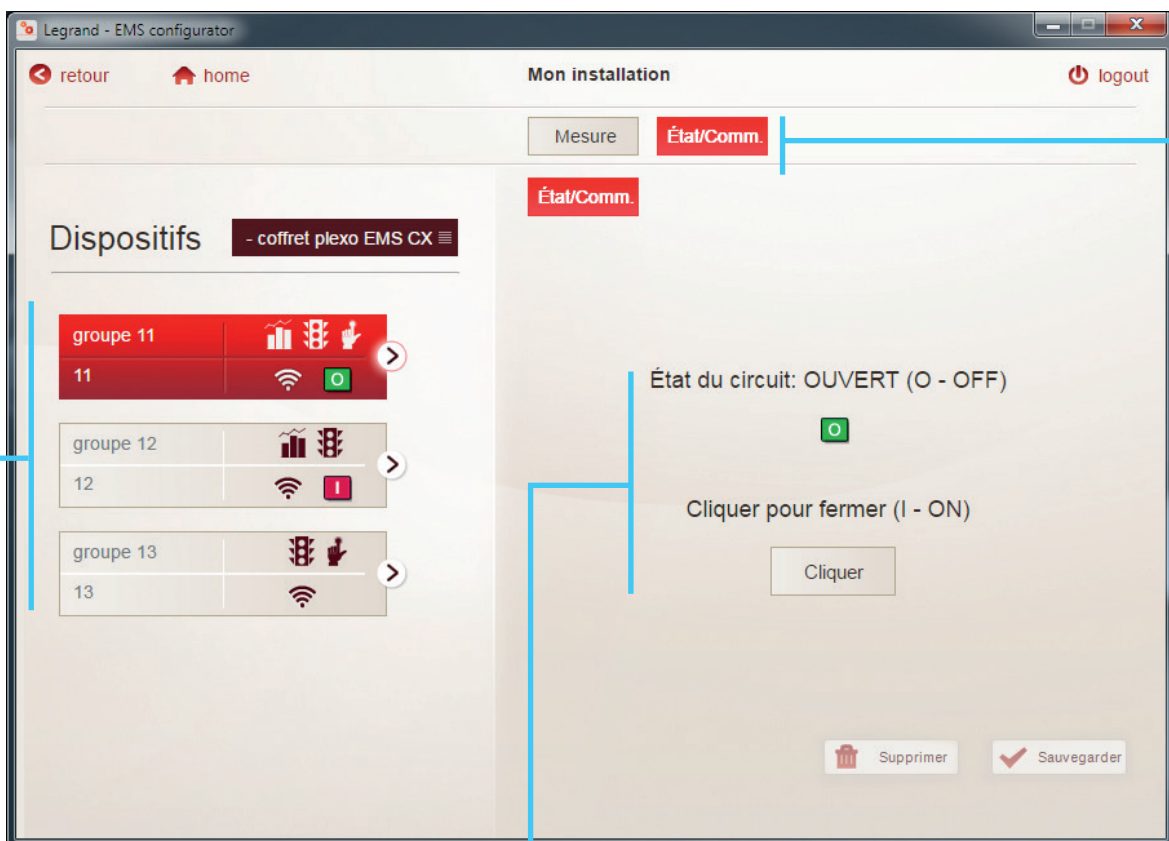 Legrand - EMS configurator
retour
home
Mon installation
logout
Mesure
État/Comm.
État/Comm.
Dispositifs
- coffret plexo EMS CX
groupe 11
11
O
groupe 12
12
I
groupe 13
13
État du circuit: OUVERT (O - OFF)
O
Cliquer pour fermer (I - ON)
Cliquer
Supprimer
Sauvegarder